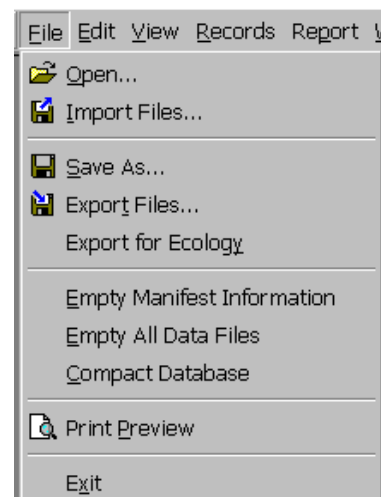 File Edit View Records Report
Open...
Import Files...
Save As...
Export Files...
Export for Ecology
Empty Manifest Information
Empty All Data Files
Compact Database
Print Preview
Exit